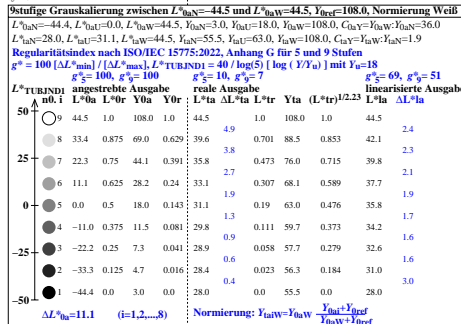 9stufige Graukalierung zwischen L*0aN=−44.5 und L*0aW=44.5, Y0ref=108.0, Normierung Weiß
L*0aN=−44.4, L*0aU=0.0, L*0aW=44.5, Y0aN=3.0, Y0aU=18.0, Y0aW=108.0, C0aY=Y0aW:Y0aN=36.0
L*taN=28.0, L*taU=31.1, L*taW=44.5, YtaN=55.5, YtaU=63.0, YtaW=108.0, CtaY=YtaW:YtaN=1.9
Regularitätsindex nach ISO/IEC 15775:2022, Anhang G für 5 und 9 Stufen
g* = 100 [ΔL*min] / [ΔL*max], L*TUBJND1 = 40 / log(5) [ log ( Y/Yu) ] mit Yu=18
g*5= 100, g*9= 100 g*5= 10, g*9= 7 g*5= 69, g*9= 51
L*TUBJND1 angestrebte Ausgabe reale Ausgabe linearisierte Ausgabe
n0. i L*0a L*0r Y0a Y0r L*ta ΔL*ta L*tr Yta (L*tr)1/2.23 L*la ΔL*la
50 9 44.5 1.0 108.0 1.0 44.5 1.0 108.0 1.0 44.5
4.9 2.4
8 33.4 0.875 69.0 0.629 39.6 0.701 88.5 0.853 42.1
3.8 2.3
25 7 22.3 0.75 44.1 0.391 35.8 0.473 76.0 0.715 39.8
2.7 2.1
6 11.1 0.625 28.2 0.24 33.1 0.307 68.1 0.589 37.7
1.9 1.9
0 5 0.0 0.5 18.0 0.143 31.1 0.191 63.0 0.476 35.8
1.3 1.7
4 −11.0 0.375 11.5 0.081 29.8 0.114 59.7 0.373 34.2
0.9 1.6
−25 3 −22.2 0.25 7.3 0.041 28.9 0.058 57.7 0.279 32.6
0.6 1.6
2 −33.3 0.125 4.7 0.016 28.4 0.023 56.3 0.184 31.0
0.4 3.0
−50 1 −44.4 0.0 3.0 0.0 28.0 0.0 55.5 0.0 28.0
ΔL*0a=11.1 (i=1,2,...,8) Normierung: YtaiW=Y0aW (Y0ai+Y0ref)/(Y0aW+Y0ref)